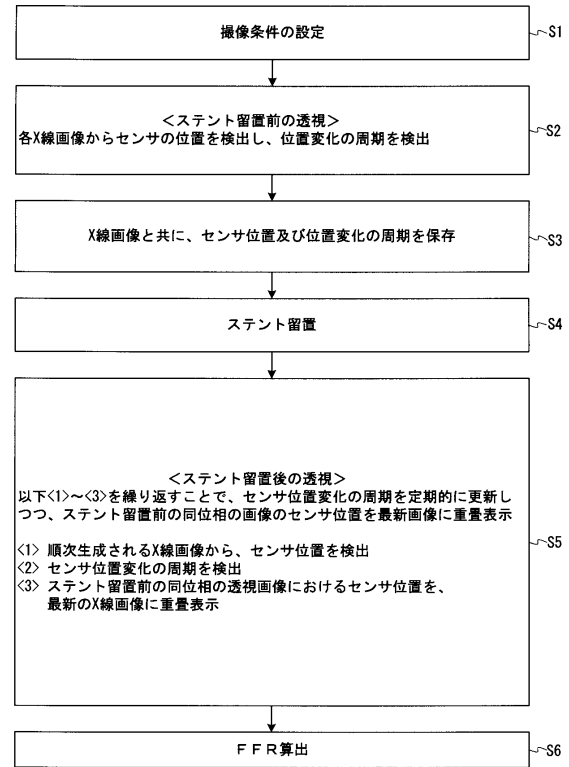 撮像条件の設定
S1
<ステント留置前の透視>
各X線画像からセンサの位置を検出し、位置変化の周期を検出
S2
X線画像と共に、センサ位置及び位置変化の周期を保存
S3
ステント留置
S4
<ステント留置後の透視>
以下<1>~<3>を繰り返すことで、センサ位置変化の周期を定期的に更新し
つつ、ステント留置前の同位相の画像のセンサ位置を最新画像に重畳表示
<1> 順次生成されるX線画像から、センサ位置を検出
<2> センサ位置変化の周期を検出
<3> ステント留置前の同位相の透視画像におけるセンサ位置を、
最新のX線画像に重畳表示
S5
FFR算出
S6